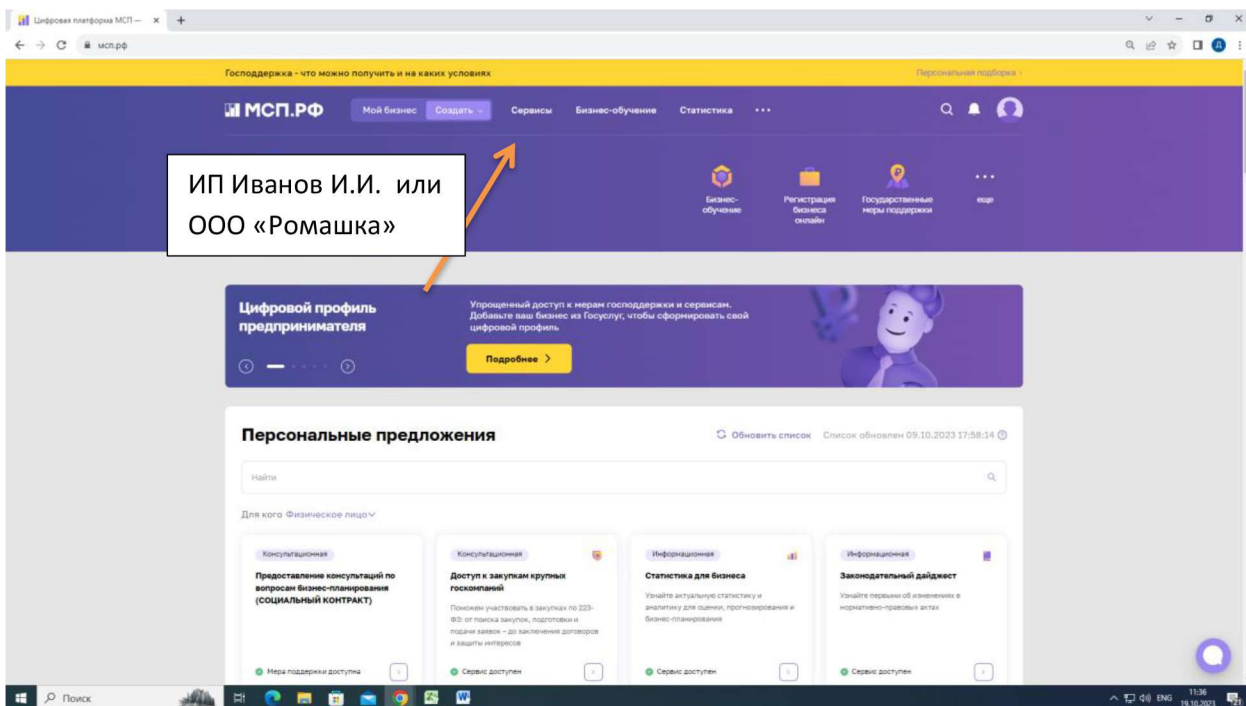 Цифровая платформа МСП —
мсп.рф
Господдержка - что можно получить и на каких условиях
Персональная подборка ›
МСП.РФ
Мой бизнес
Создать
Сервисы
Бизнес-обучение
Статистика
ИП Иванов И.И. или
ООО «Ромашка»
Бизнес-
обучение
Регистрация
бизнеса
онлайн
Государственные
меры поддержки
еще
Цифровой профиль
предпринимателя
Упрощенный доступ к мерам господдержки и сервисам.
Добавьте ваш бизнес из Госуслуг, чтобы сформировать свой
цифровой профиль
Подробнее >
Персональные предложения
Обновить список
Список обновлен 09.10.2023 17:58:14
Найти
Для кого Физическое лицо
Консультационная
Предоставление консультаций по
вопросам бизнес-планирования
(СОЦИАЛЬНЫЙ КОНТРАКТ)
Мера поддержки доступна
Консультационная
Доступ к закупкам крупных
госкомпаний
Поможем участвовать в закупках по 223-
ФЗ: от поиска закупок, подготовки и
подачи заявок – до заключения договоров
и защиты интересов
Сервис доступен
Информационная
Статистика для бизнеса
Узнайте актуальную статистику и
аналитику для оценки, прогнозирования и
бизнес-планирования
Сервис доступен
Информационная
Законодательный дайджест
Узнайте первыми об изменениях в
нормативно-правовых актах
Сервис доступен
Поиск
ENG
11:36
19.10.2023